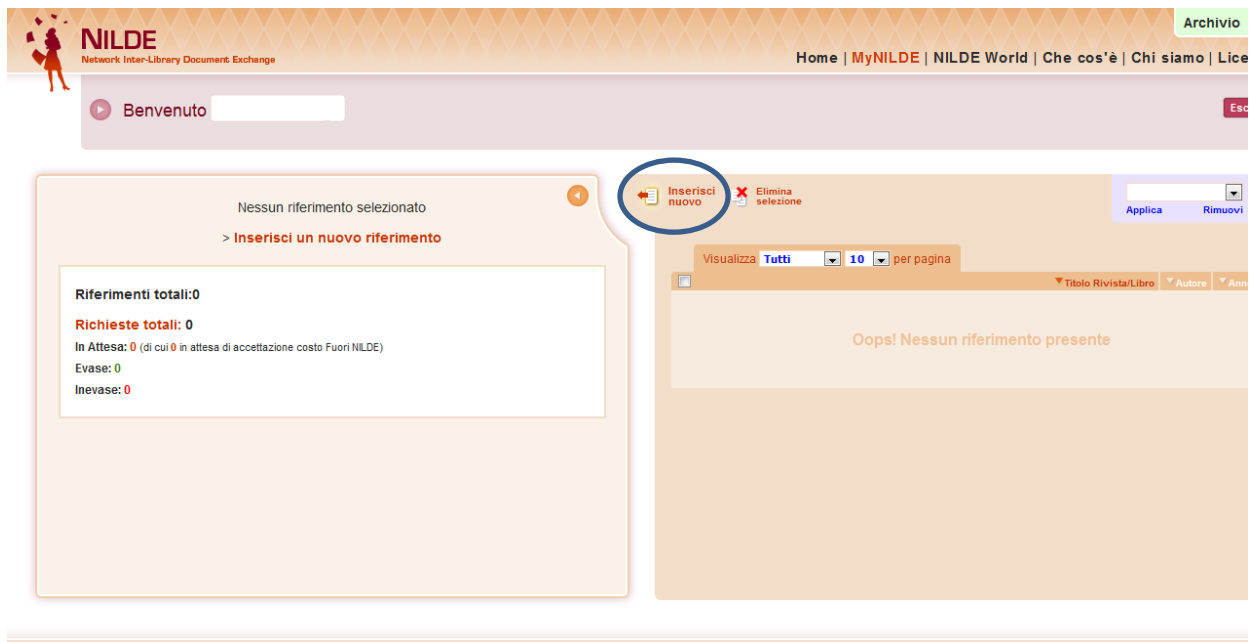 Archivio
NILDE
Network Inter-Library Document Exchange
Home | MyNILDE | NILDE World | Che cos'è | Chi siamo | Lice
Benvenuto
Esc
Nessun riferimento selezionato
> Inserisci un nuovo riferimento
Riferimenti totali:0
Richieste totali: 0
In Attesa: 0 (di cui 0 in attesa di accettazione costo Fuori NILDE)
Evase: 0
Inevase: 0
Inserisci
nuovo
Elimina
selezione
Applica Rimuovi
Visualizza Tutti 10 per pagina
Titolo Rivista/Libro Autore Ann
Oops! Nessun riferimento presente